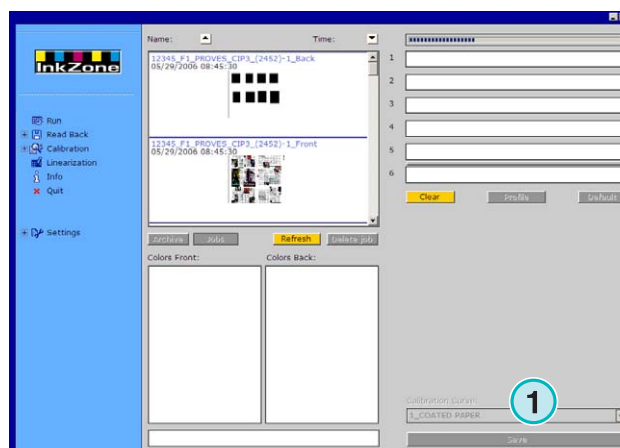 InkZone
Run
Read Back
Calibration
Linearization
Info
Quit
Settings
Name:
Time:
12345_F1_PROVES_CIP3_(2452)-1_Back
05/29/2006 08:45:30
12345_F1_PROVES_CIP3_(2452)-1_Front
05/29/2006 08:45:30
Archive
Jobs
Refresh
Delete job
Colors Front:
Colors Back:
1
2
3
4
5
6
Clear
Profile
Default
Calibration Curve:
1_COATED PAPER
1
Save